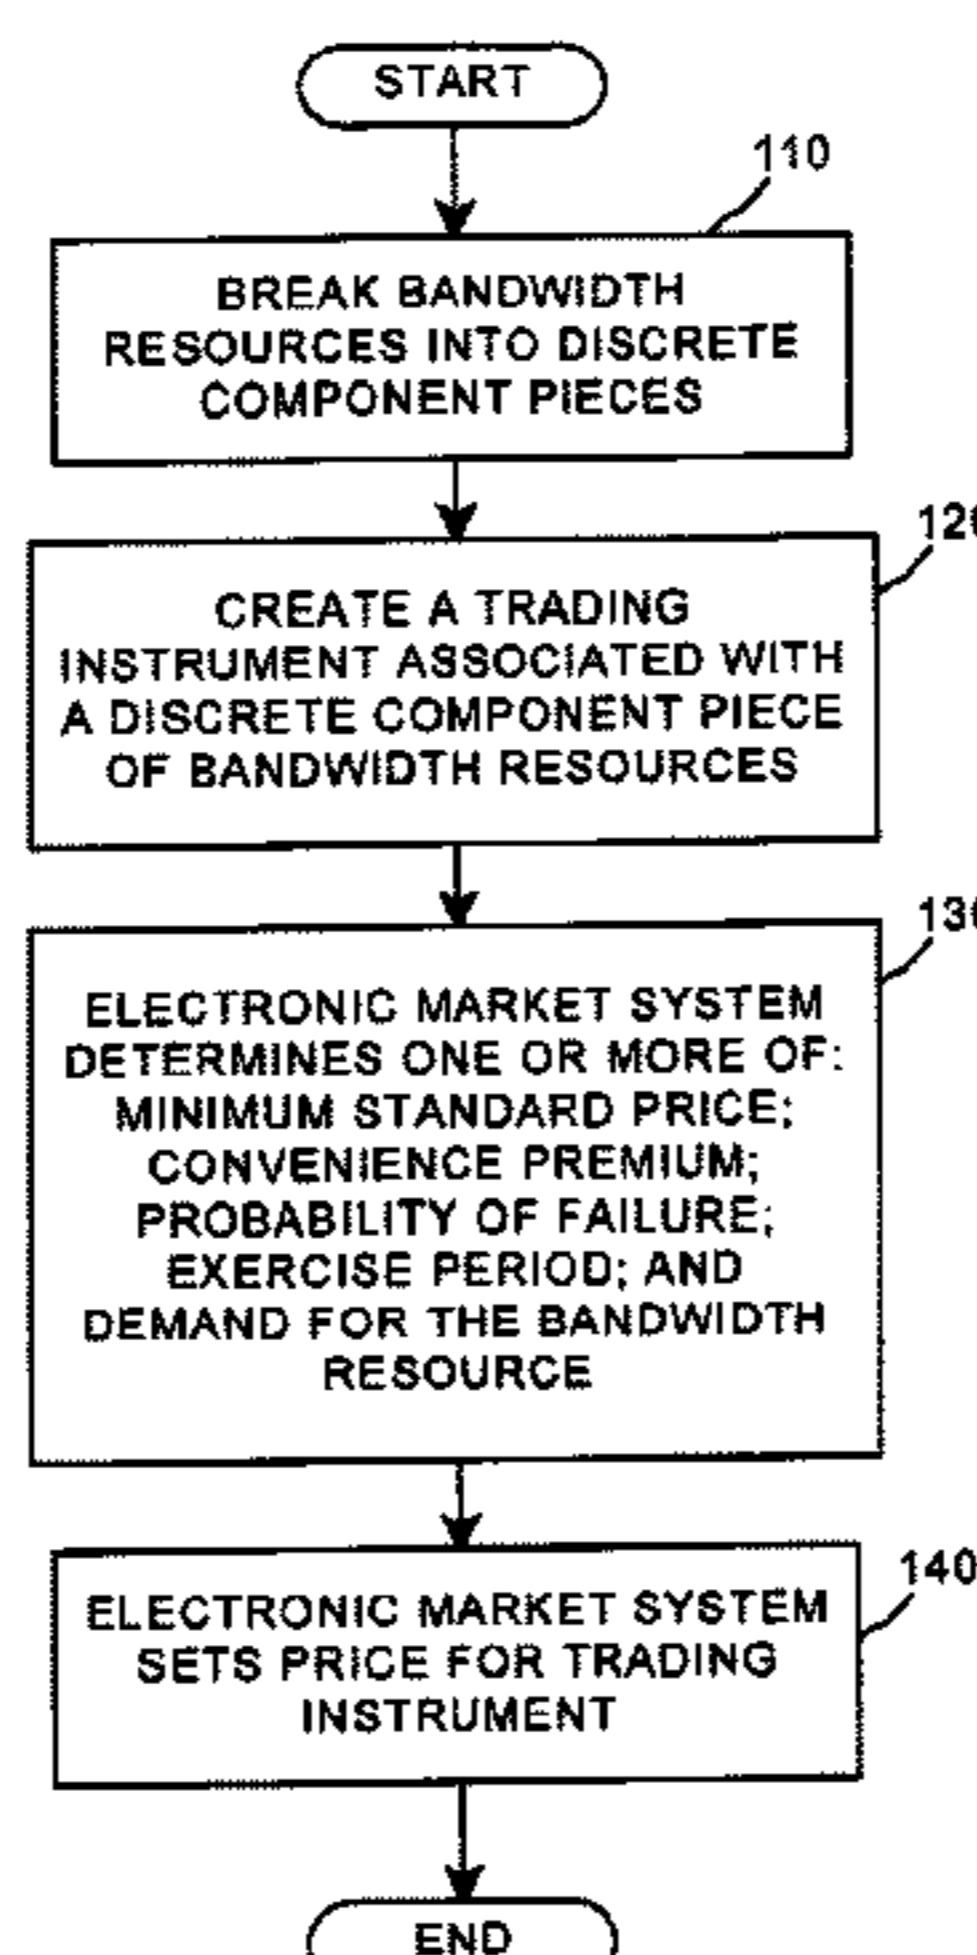 START
110
BREAK BANDWIDTH
RESOURCES INTO DISCRETE
COMPONENT PIECES
120
CREATE A TRADING
INSTRUMENT ASSOCIATED WITH
A DISCRETE COMPONENT PIECE
OF BANDWIDTH RESOURCES
130
ELECTRONIC MARKET SYSTEM
DETERMINES ONE OR MORE OF:
MINIMUM STANDARD PRICE;
CONVENIENCE PREMIUM;
PROBABILITY OF FAILURE;
EXERCISE PERIOD; AND
DEMAND FOR THE BANDWIDTH
RESOURCE
140
ELECTRONIC MARKET SYSTEM
SETS PRICE FOR TRADING
INSTRUMENT
END